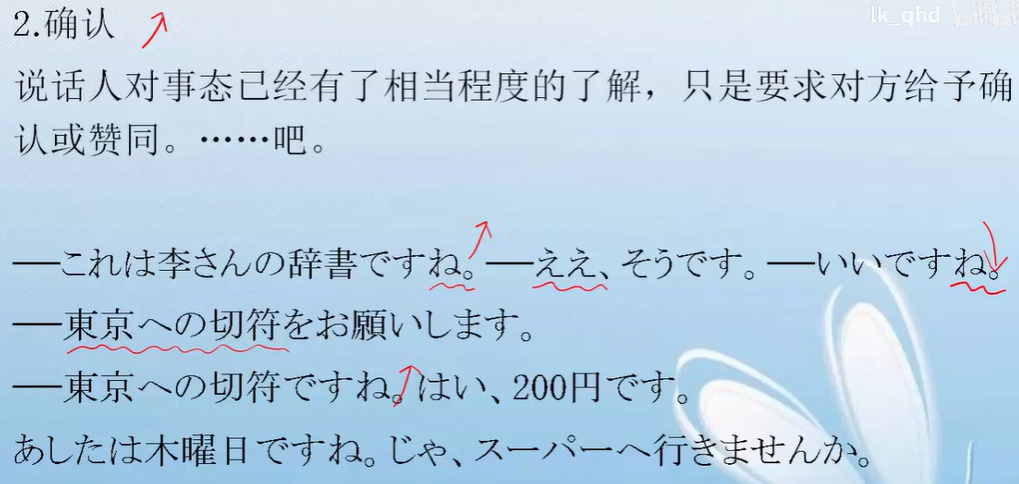 lk_qhd bilibili
2.确认
说话人对事态已经有了相当程度的了解，只是要求对方给予确
认或赞同。……吧。
──これは李さんの辞書ですね。──ええ、そうです。──いいですね。
──東京への切符をお願いします。
──東京への切符ですね。はい、200円です。
あしたは木曜日ですね。じゃ、スーパーへ行きませんか。